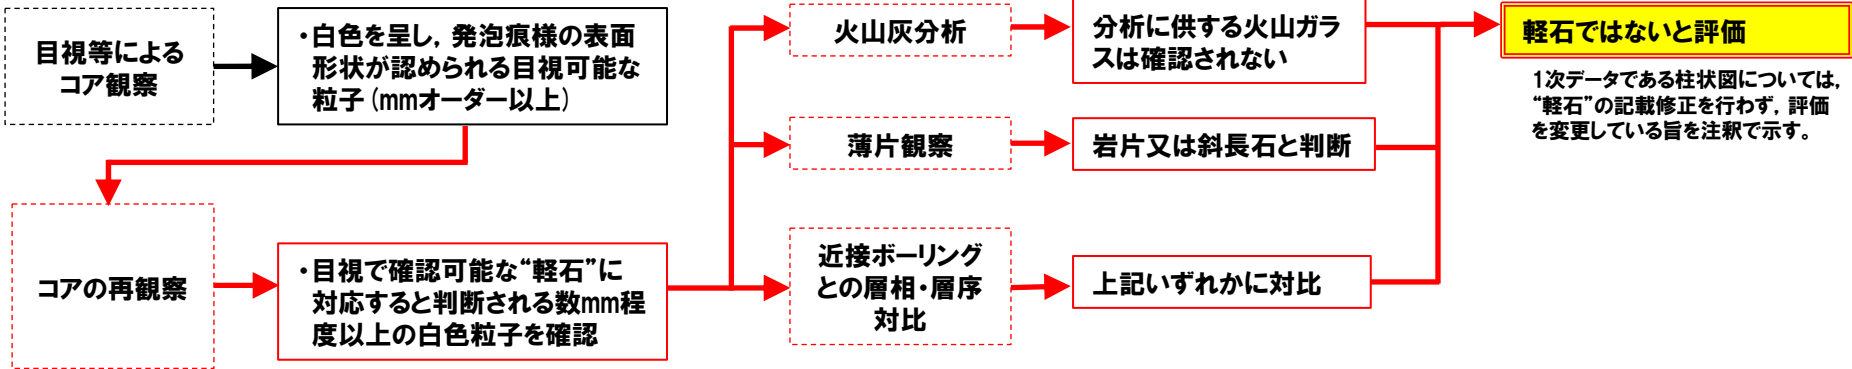 目視等による
コア観察
・白色を呈し，発泡痕様の表面
形状が認められる目視可能な
粒子（mmオーダー以上）
コアの再観察
・目視で確認可能な“軽石”に
対応すると判断される数mm程
度以上の白色粒子を確認
火山灰分析
分析に供する火山ガラ
スは確認されない
薄片観察
岩片又は斜長石と判断
近接ボーリング
との層相・層序
対比
上記いずれかに対比
軽石ではないと評価
1次データである柱状図については，
“軽石”の記載修正を行わず，評価
を変更している旨を注釈で示す。